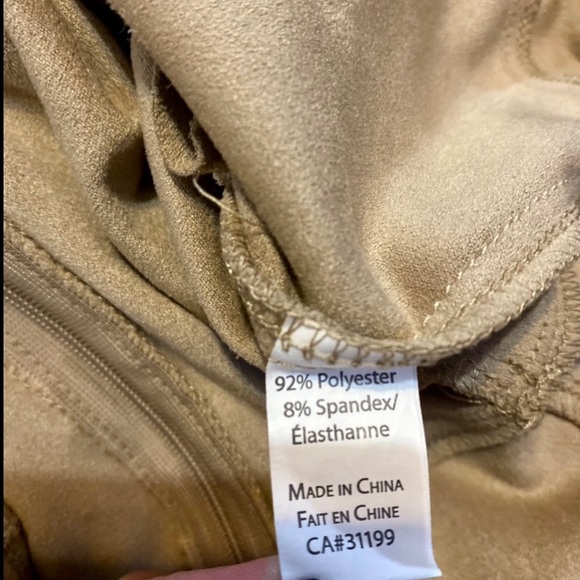 92% Polyester
8% Spandex/
Élasthanne
MADE IN CHINA
FAIT EN CHINE
CA#31199